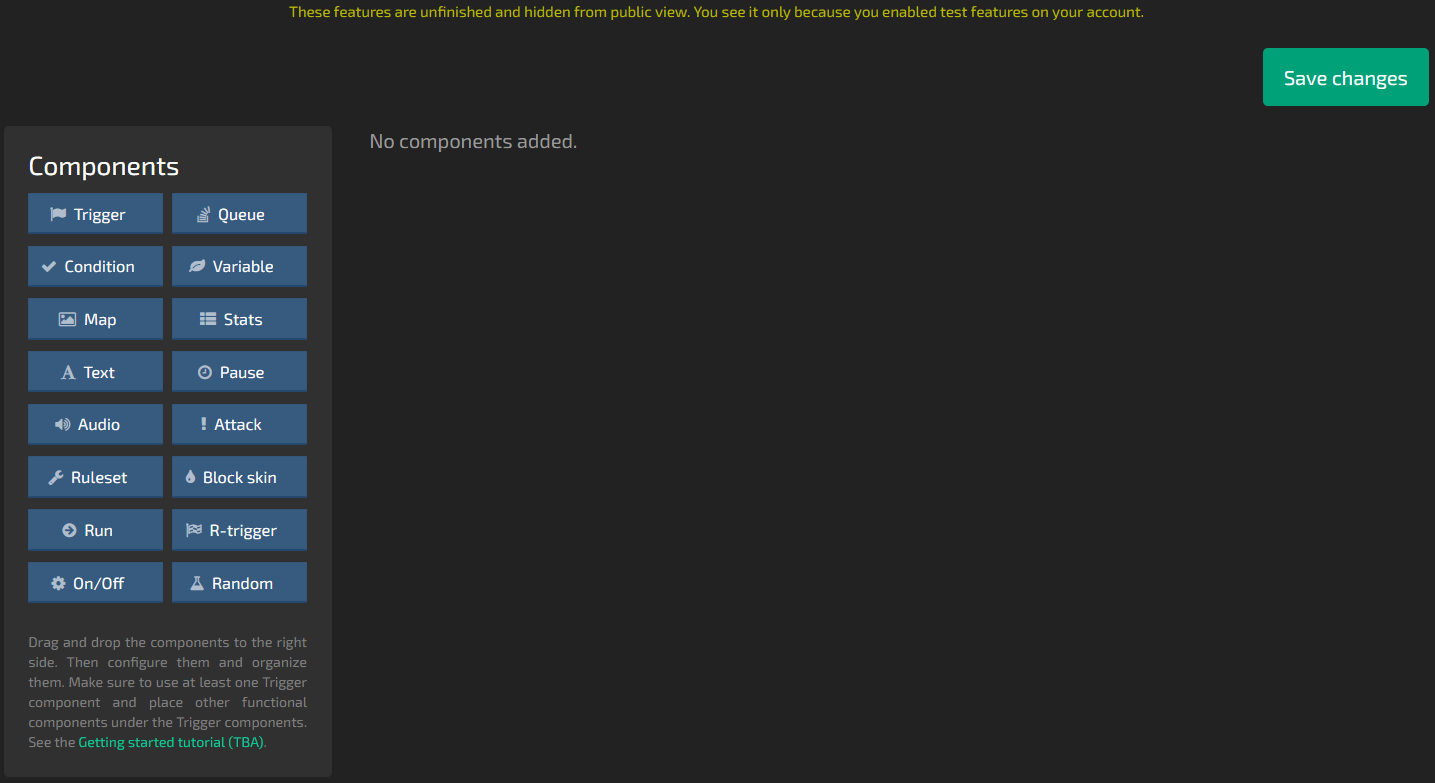 These features are unfinished and hidden from public view. You see it only because you enabled test features on your account.
Save changes
No components added.
Components
Trigger
Queue
Condition
Variable
Map
Stats
Text
Pause
Audio
Attack
Ruleset
Block skin
Run
R-trigger
On/Off
Random
Drag and drop the components to the right
side. Then configure them and organize
them. Make sure to use at least one Trigger
component and place other functional
components under the Trigger components.
See the Getting started tutorial (TBA).